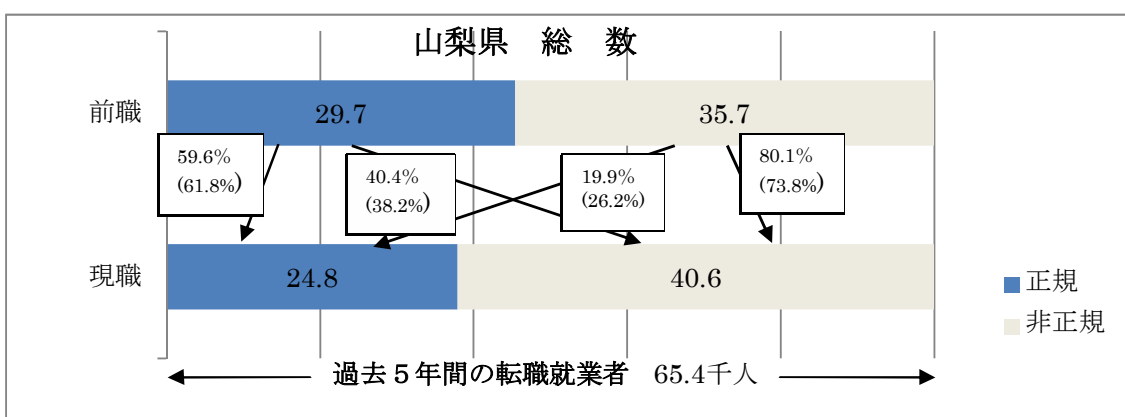 山梨県　総　数
前職
29.7
35.7
59.6%
(61.8%)
40.4%
(38.2%)
19.9%
(26.2%)
80.1%
(73.8%)
現職
24.8
40.6
正規
非正規
過去５年間の転職就業者　65.4千人